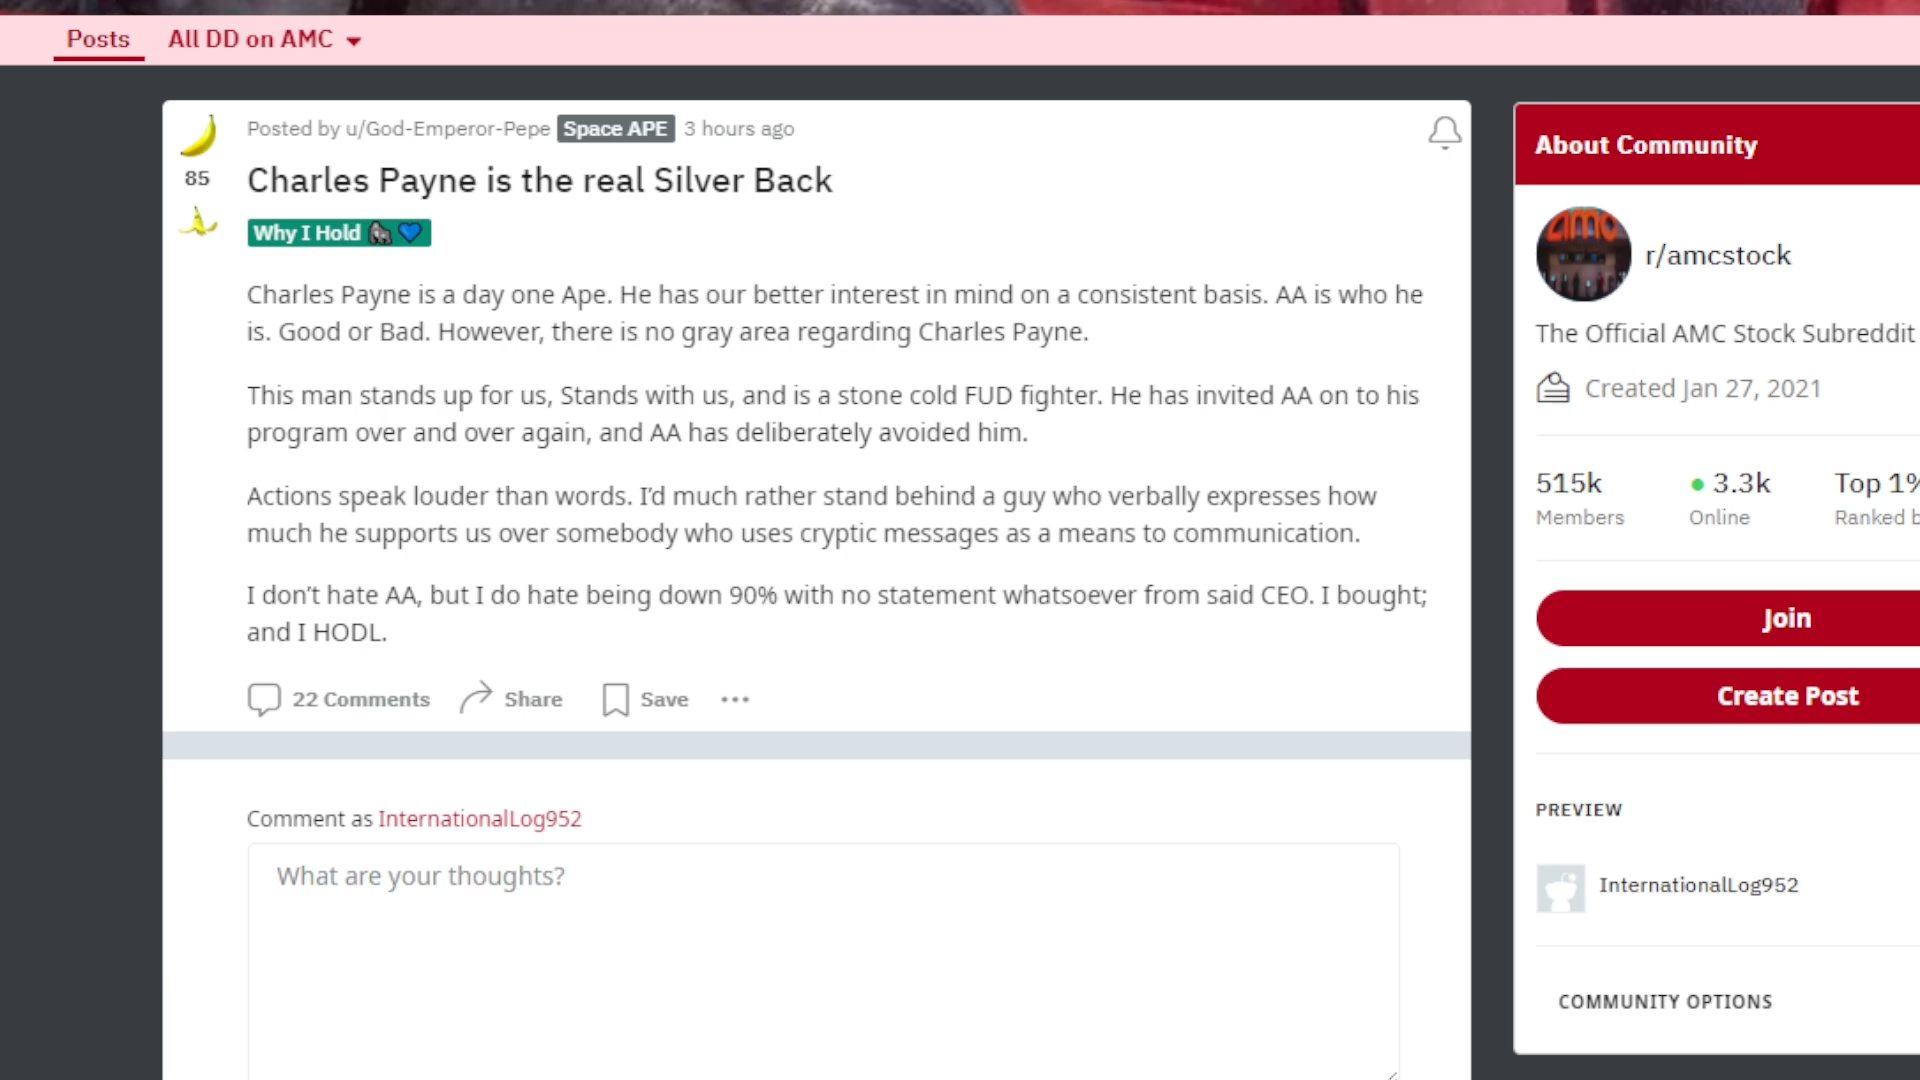 Posts
All DD on AMC
Posted by u/God-Emperor-Pepe Space APE 3 hours ago
85
Charles Payne is the real Silver Back
Why I Hold 🦍💙
Charles Payne is a day one Ape. He has our better interest in mind on a consistent basis. AA is who he
is. Good or Bad. However, there is no gray area regarding Charles Payne.
This man stands up for us, Stands with us, and is a stone cold FUD fighter. He has invited AA on to his
program over and over again, and AA has deliberately avoided him.
Actions speak louder than words. I'd much rather stand behind a guy who verbally expresses how
much he supports us over somebody who uses cryptic messages as a means to communication.
I don't hate AA, but I do hate being down 90% with no statement whatsoever from said CEO. I bought;
and I HODL.
22 Comments Share Save
Comment as InternationalLog952
What are your thoughts?
About Community
amc
r/amcstock
The Official AMC Stock Subreddit
Created Jan 27, 2021
515k 3.3k Top 1%
Members Online Ranked b
Join
Create Post
PREVIEW
InternationalLog952
COMMUNITY OPTIONS